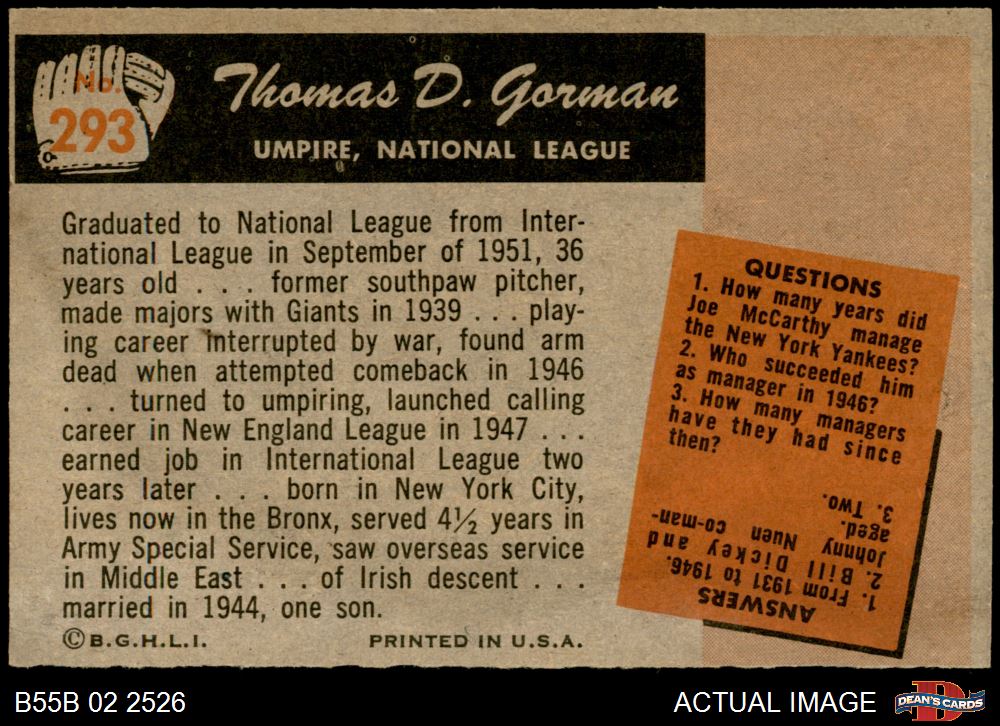 No.
293
Thomas D. Gorman
UMPIRE, NATIONAL LEAGUE
Graduated to National League from Inter-
national League in September of 1951, 36
years old . . . former southpaw pitcher,
made majors with Giants in 1939 . . . play-
ing career interrupted by war, found arm
dead when attempted comeback in 1946
. . . turned to umpiring, launched calling
career in New England League in 1947 . . .
earned job in International League two
years later . . . born in New York City,
lives now in the Bronx, served 4½ years in
Army Special Service, saw overseas service
in Middle East . . . of Irish descent . . .
married in 1944, one son.
©B.G.H.L.I.
PRINTED IN U.S.A.
QUESTIONS
1. How many years did
Joe McCarthy manage
the New York Yankees?
2. Who succeeded him
as manager in 1946?
3. How many managers
have they had since
then?
ANSWERS
1. From 1931 to 1946.
2. Bill Dickey and
Johnny Nuen co-man-
aged.
3. Two.
B55B 02 2526
ACTUAL IMAGE
D
DEAN'S CARDS